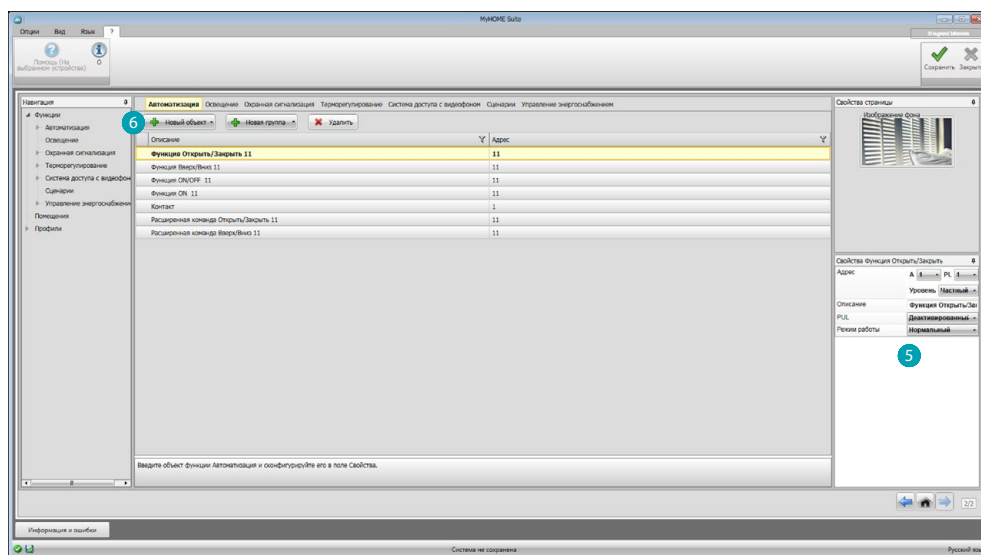 MyHOME Suite
Опции Вид Язык ?
Помощь (На выбранном устройстве)
О
Сохранить Закрыть
Навигация
Функции
Автоматизация
Освещение
Охранная сигнализация
Терморегулирование
Система доступа с видеофон
Сценарии
Управление энергоснабжени
Помещения
Профили
Автоматизация Освещение Охранная сигнализация Терморегулирование Система доступа с видеофоном Сценарии Управление энергоснабжением
6 Новый объект Новая группа Удалить
Описание Адрес
Функция Открыть/Закрыть 11 11
Функция Вверх/Вниз 11 11
Функция ON/OFF 11 11
Функция ON 11 11
Контакт 1
Расширенная команда Открыть/Закрыть 11 11
Расширенная команда Вверх/Вниз 11 11
Введите объект функции Автоматизация и сконфигурируйте его в поле Свойства.
Свойства страницы
Изображение фона
Свойства Функция Открыть/Закрыть
Адрес A 1 PL 1
Уровень Частный
Описание Функция Открыть/За
PUL Деактивированный
Режим работы Нормальный
5
2/2
Информация и ошибки
Система не сохранена
Русский яз